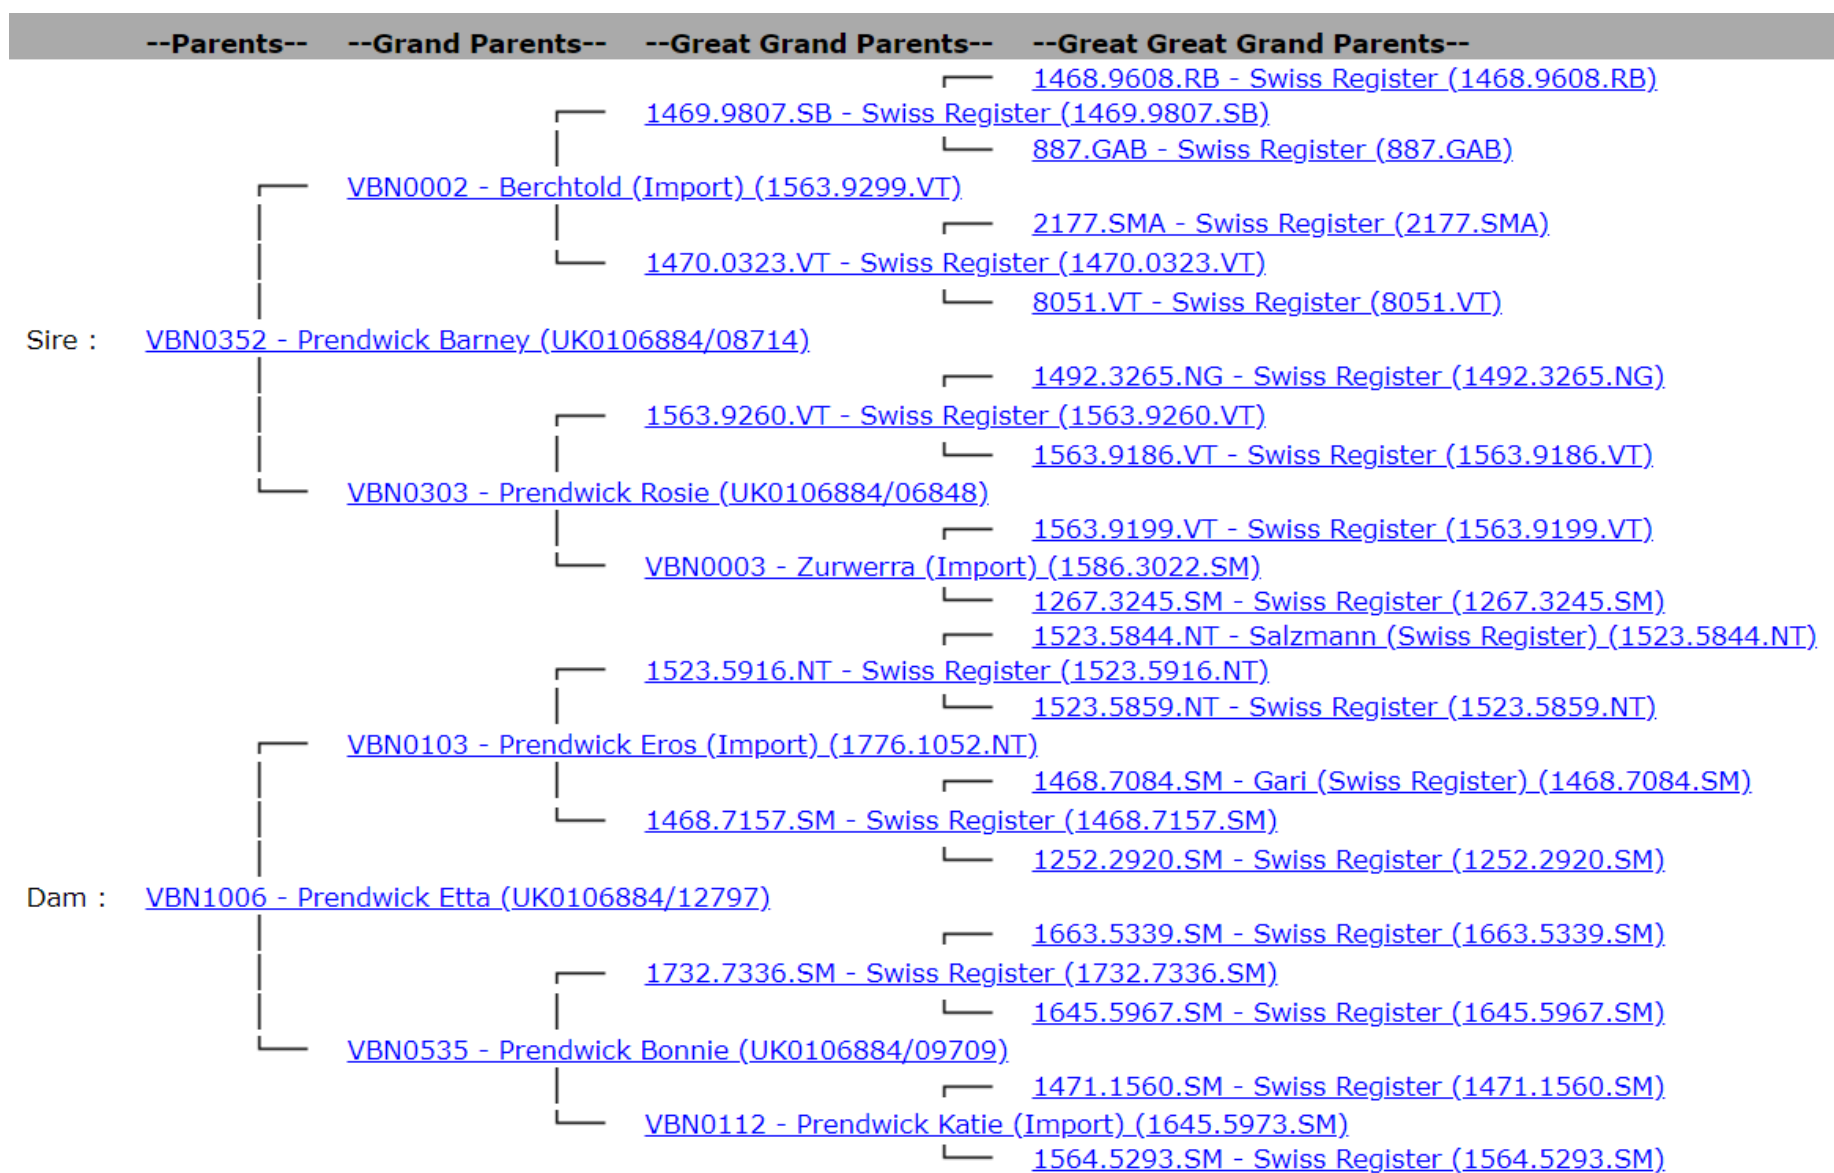 --Parents-- --Grand Parents-- --Great Grand Parents-- --Great Great Grand Parents--
1468.9608.RB - Swiss Register (1468.9608.RB)
1469.9807.SB - Swiss Register (1469.9807.SB)
887.GAB - Swiss Register (887.GAB)
VBN0002 - Berchtold (Import) (1563.9299.VT)
2177.SMA - Swiss Register (2177.SMA)
1470.0323.VT - Swiss Register (1470.0323.VT)
8051.VT - Swiss Register (8051.VT)
Sire : VBN0352 - Prendwick Barney (UK0106884/08714)
1492.3265.NG - Swiss Register (1492.3265.NG)
1563.9260.VT - Swiss Register (1563.9260.VT)
1563.9186.VT - Swiss Register (1563.9186.VT)
VBN0303 - Prendwick Rosie (UK0106884/06848)
1563.9199.VT - Swiss Register (1563.9199.VT)
VBN0003 - Zurwerra (Import) (1586.3022.SM)
1267.3245.SM - Swiss Register (1267.3245.SM)
1523.5844.NT - Salzmann (Swiss Register) (1523.5844.NT)
1523.5916.NT - Swiss Register (1523.5916.NT)
1523.5859.NT - Swiss Register (1523.5859.NT)
VBN0103 - Prendwick Eros (Import) (1776.1052.NT)
1468.7084.SM - Gari (Swiss Register) (1468.7084.SM)
1468.7157.SM - Swiss Register (1468.7157.SM)
1252.2920.SM - Swiss Register (1252.2920.SM)
Dam : VBN1006 - Prendwick Etta (UK0106884/12797)
1663.5339.SM - Swiss Register (1663.5339.SM)
1732.7336.SM - Swiss Register (1732.7336.SM)
1645.5967.SM - Swiss Register (1645.5967.SM)
VBN0535 - Prendwick Bonnie (UK0106884/09709)
1471.1560.SM - Swiss Register (1471.1560.SM)
VBN0112 - Prendwick Katie (Import) (1645.5973.SM)
1564.5293.SM - Swiss Register (1564.5293.SM)